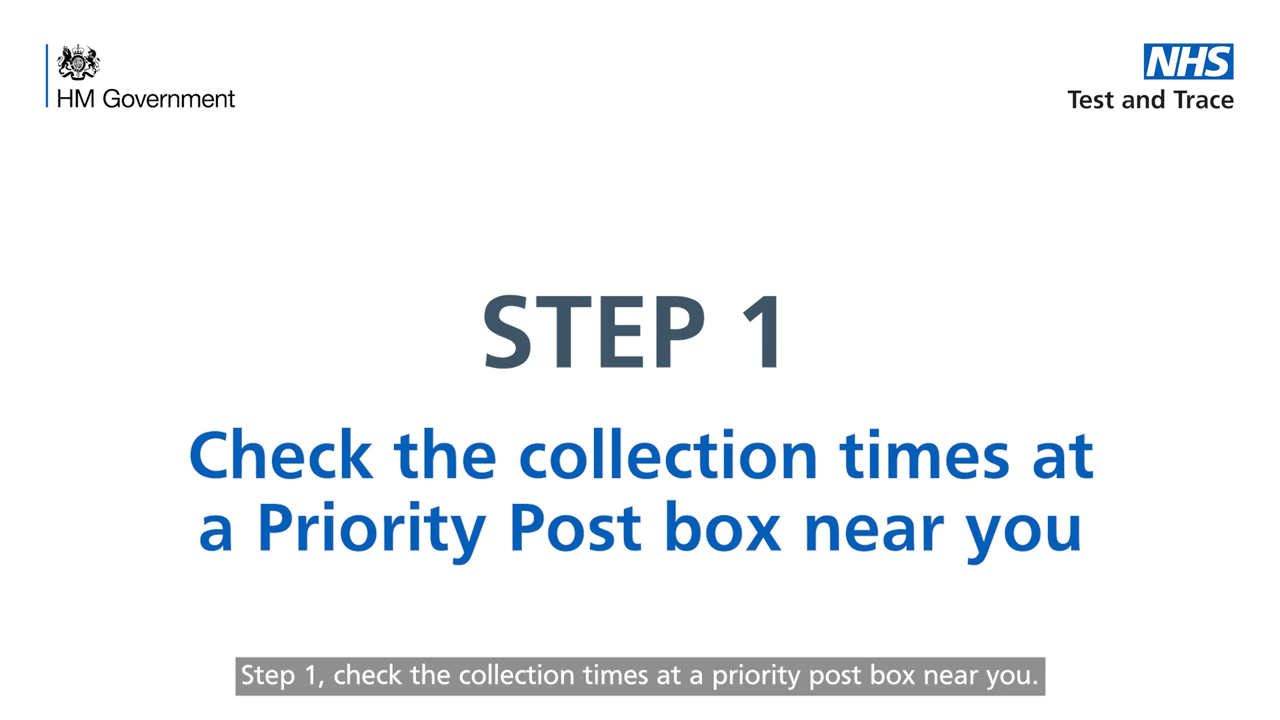 HM Government
NHS
Test and Trace
STEP 1
Check the collection times at
a Priority Post box near you
Step 1, check the collection times at a priority post box near you.